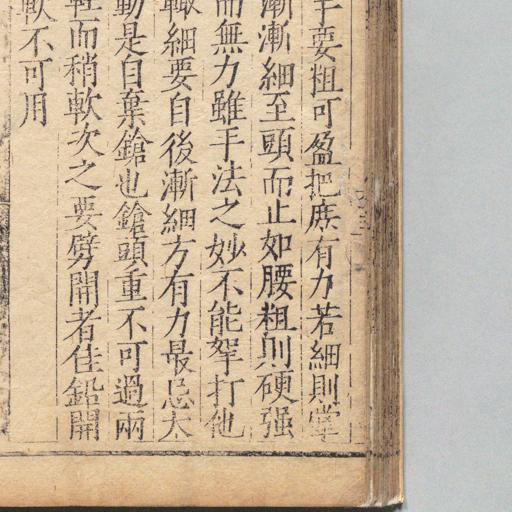 手要粗可盈把庶有力若細則掌
漸漸細至頭而止如腰粗則硬强
而無力雖手法之妙不能拏打他
軟細要自後漸細方有力最忌太
動是自棄鎗也鎗頭重不可過兩
輕而稍軟次之要劈開者佳鋸開
軟不可用